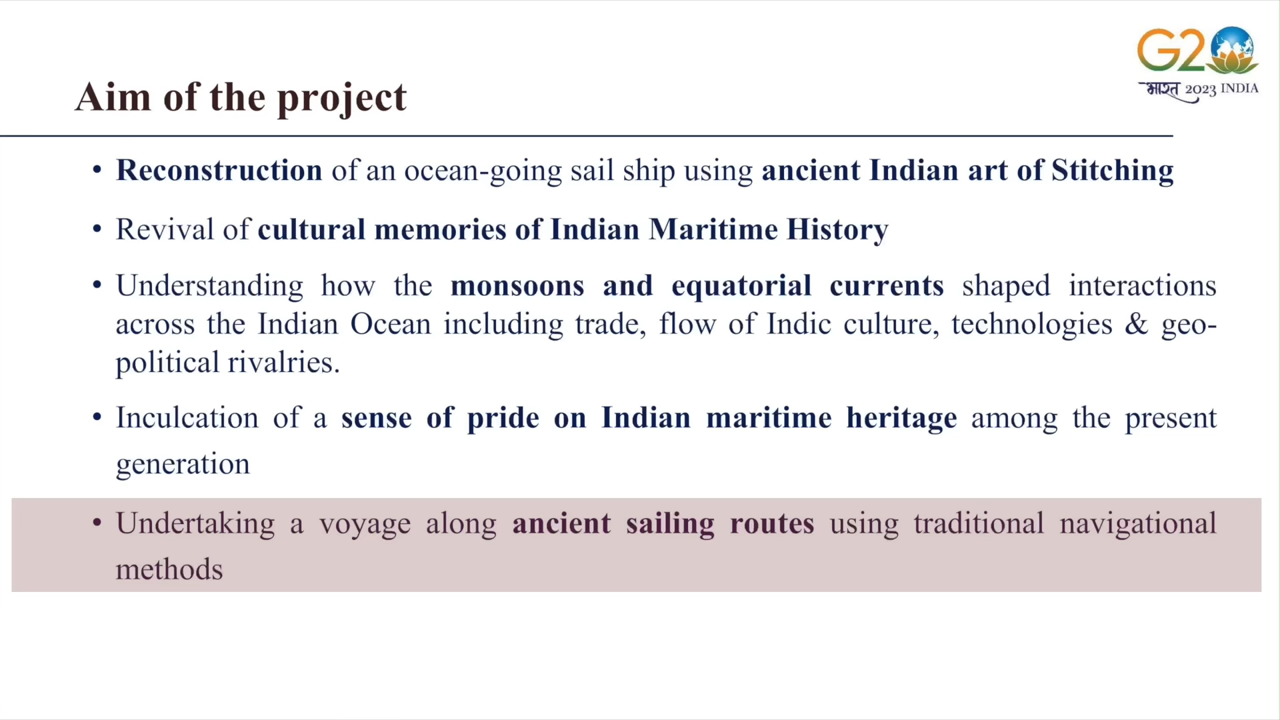 G20
भारत 2023 INDIA
Aim of the project
• Reconstruction of an ocean-going sail ship using ancient Indian art of Stitching
• Revival of cultural memories of Indian Maritime History
• Understanding how the monsoons and equatorial currents shaped interactions
across the Indian Ocean including trade, flow of Indic culture, technologies & geo-
political rivalries.
• Inculcation of a sense of pride on Indian maritime heritage among the present
generation
• Undertaking a voyage along ancient sailing routes using traditional navigational
methods